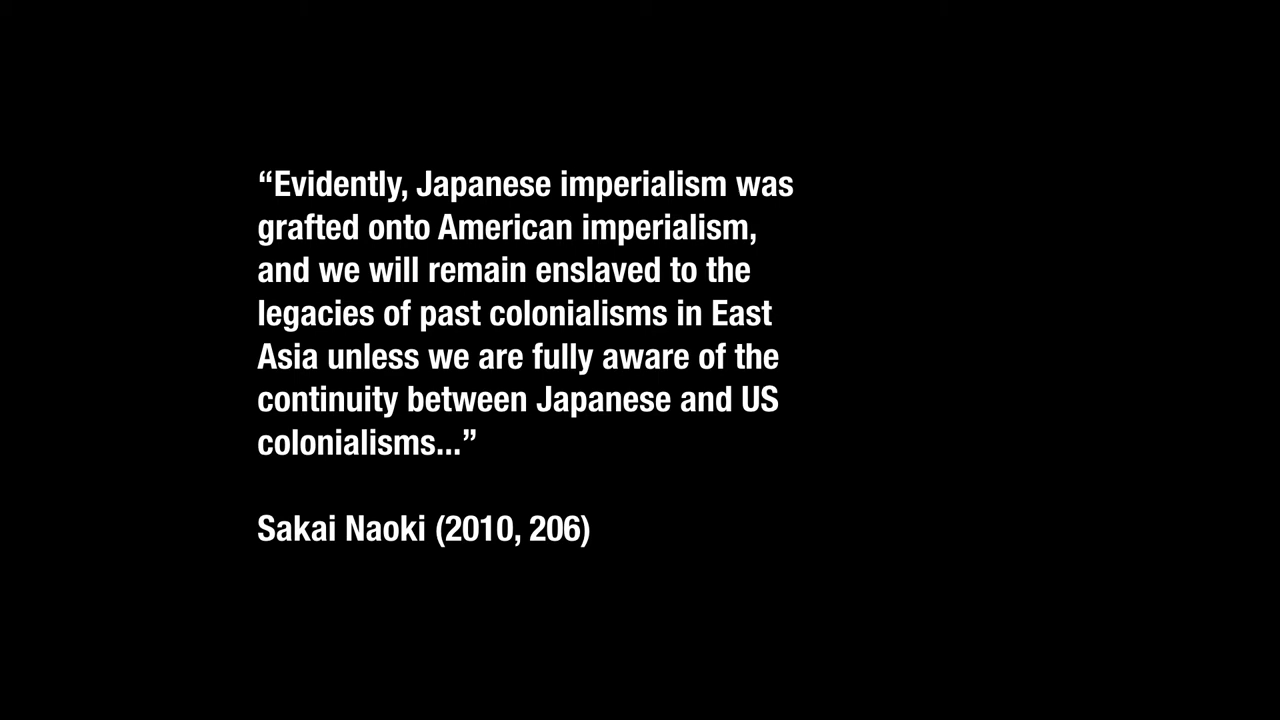 “Evidently, Japanese imperialism was
grafted onto American imperialism,
and we will remain enslaved to the
legacies of past colonialisms in East
Asia unless we are fully aware of the
continuity between Japanese and US
colonialisms...”
Sakai Naoki (2010, 206)